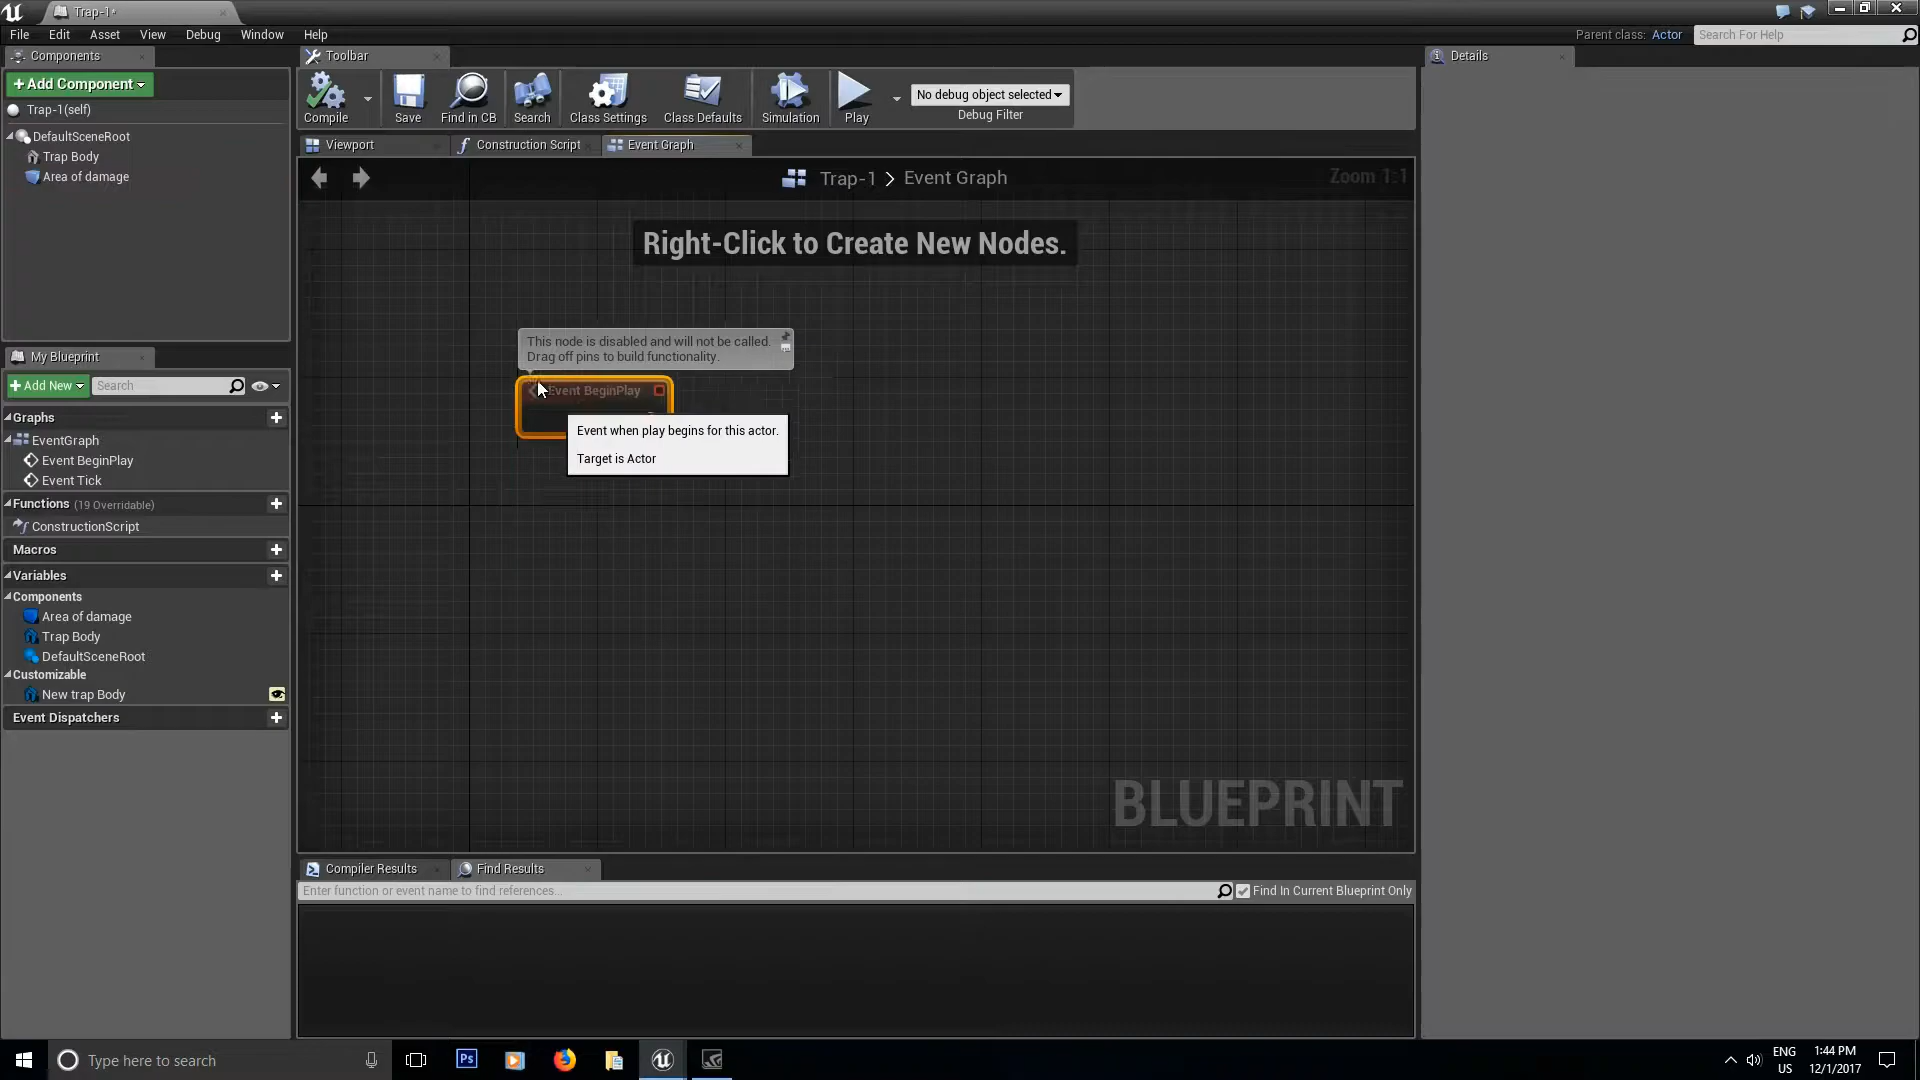 Trap-1*
File Edit Asset View Debug Window Help
Parent class: Actor
Search For Help
Components
Toolbar
Details
+Add Component
Trap-1(self)
DefaultSceneRoot
Trap Body
Area of damage
Compile
Save
Find in CB
Search
Class Settings
Class Defaults
Simulation
Play
No debug object selected
Debug Filter
Viewport
Construction Script
Event Graph
Trap-1 > Event Graph
Zoom 1:1
Right-Click to Create New Nodes.
This node is disabled and will not be called.
Drag off pins to build functionality.
Event BeginPlay
Event when play begins for this actor.
Target is Actor
BLUEPRINT
My Blueprint
+Add New
Search
Graphs
EventGraph
Event BeginPlay
Event Tick
Functions (19 Overridable)
ConstructionScript
Macros
Variables
Components
Area of damage
Trap Body
DefaultSceneRoot
Customizable
New trap Body
Event Dispatchers
Compiler Results
Find Results
Enter function or event name to find references...
Find In Current Blueprint Only
Type here to search
Ps
ENG
US
1:44 PM
12/1/2017